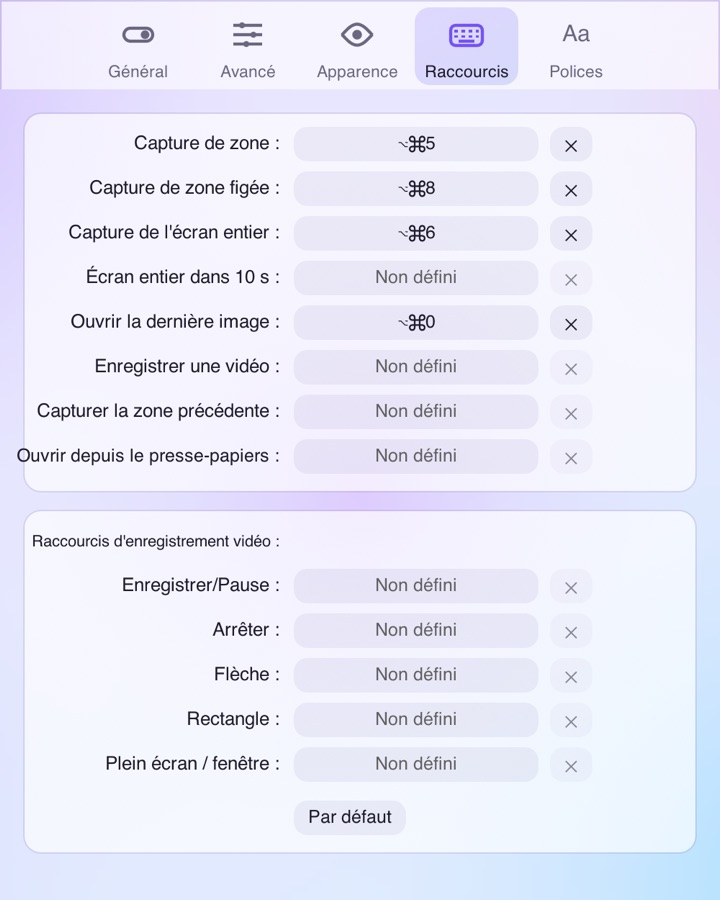 Aa
Général Avancé Apparence Raccourcis Polices
Capture de zone : ⌥⌘5
Capture de zone figée : ⌥⌘8
Capture de l'écran entier : ⌥⌘6
Écran entier dans 10 s : Non défini
Ouvrir la dernière image : ⌥⌘0
Enregistrer une vidéo : Non défini
Capturer la zone précédente : Non défini
Ouvrir depuis le presse-papiers : Non défini
Raccourcis d'enregistrement vidéo :
Enregistrer/Pause : Non défini
Arrêter : Non défini
Flèche : Non défini
Rectangle : Non défini
Plein écran / fenêtre : Non défini
Par défaut